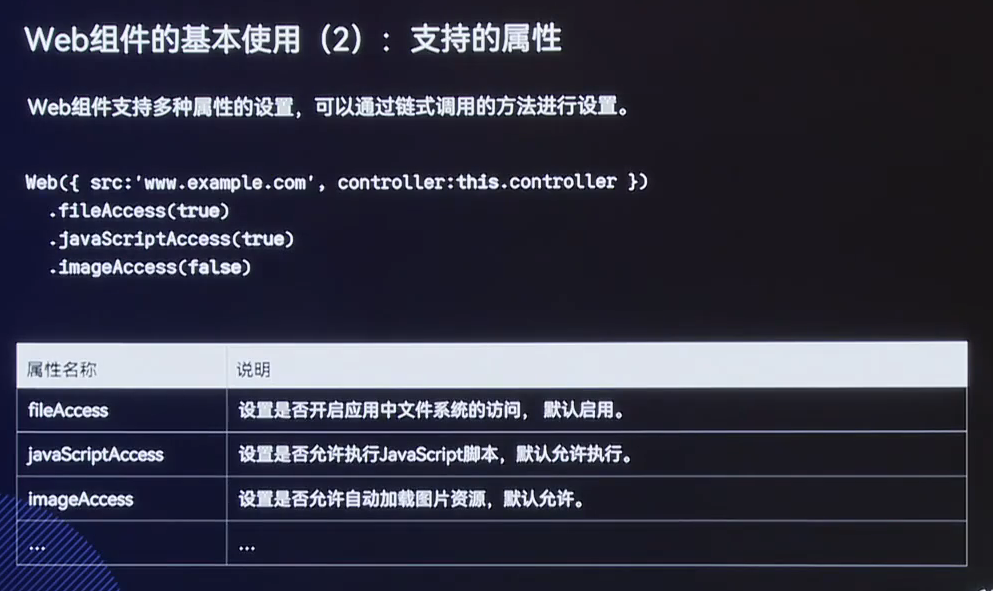 Web组件的基本使用（2）：支持的属性
Web组件支持多种属性的设置，可以通过链式调用的方法进行设置。
Web({ src:'www.example.com', controller:this.controller })
.fileAccess(true)
.javaScriptAccess(true)
.imageAccess(false)
属性名称 说明
fileAccess 设置是否开启应用中文件系统的访问， 默认启用。
javaScriptAccess 设置是否允许执行JavaScript脚本，默认允许执行。
imageAccess 设置是否允许自动加载图片资源，默认允许。
... ...